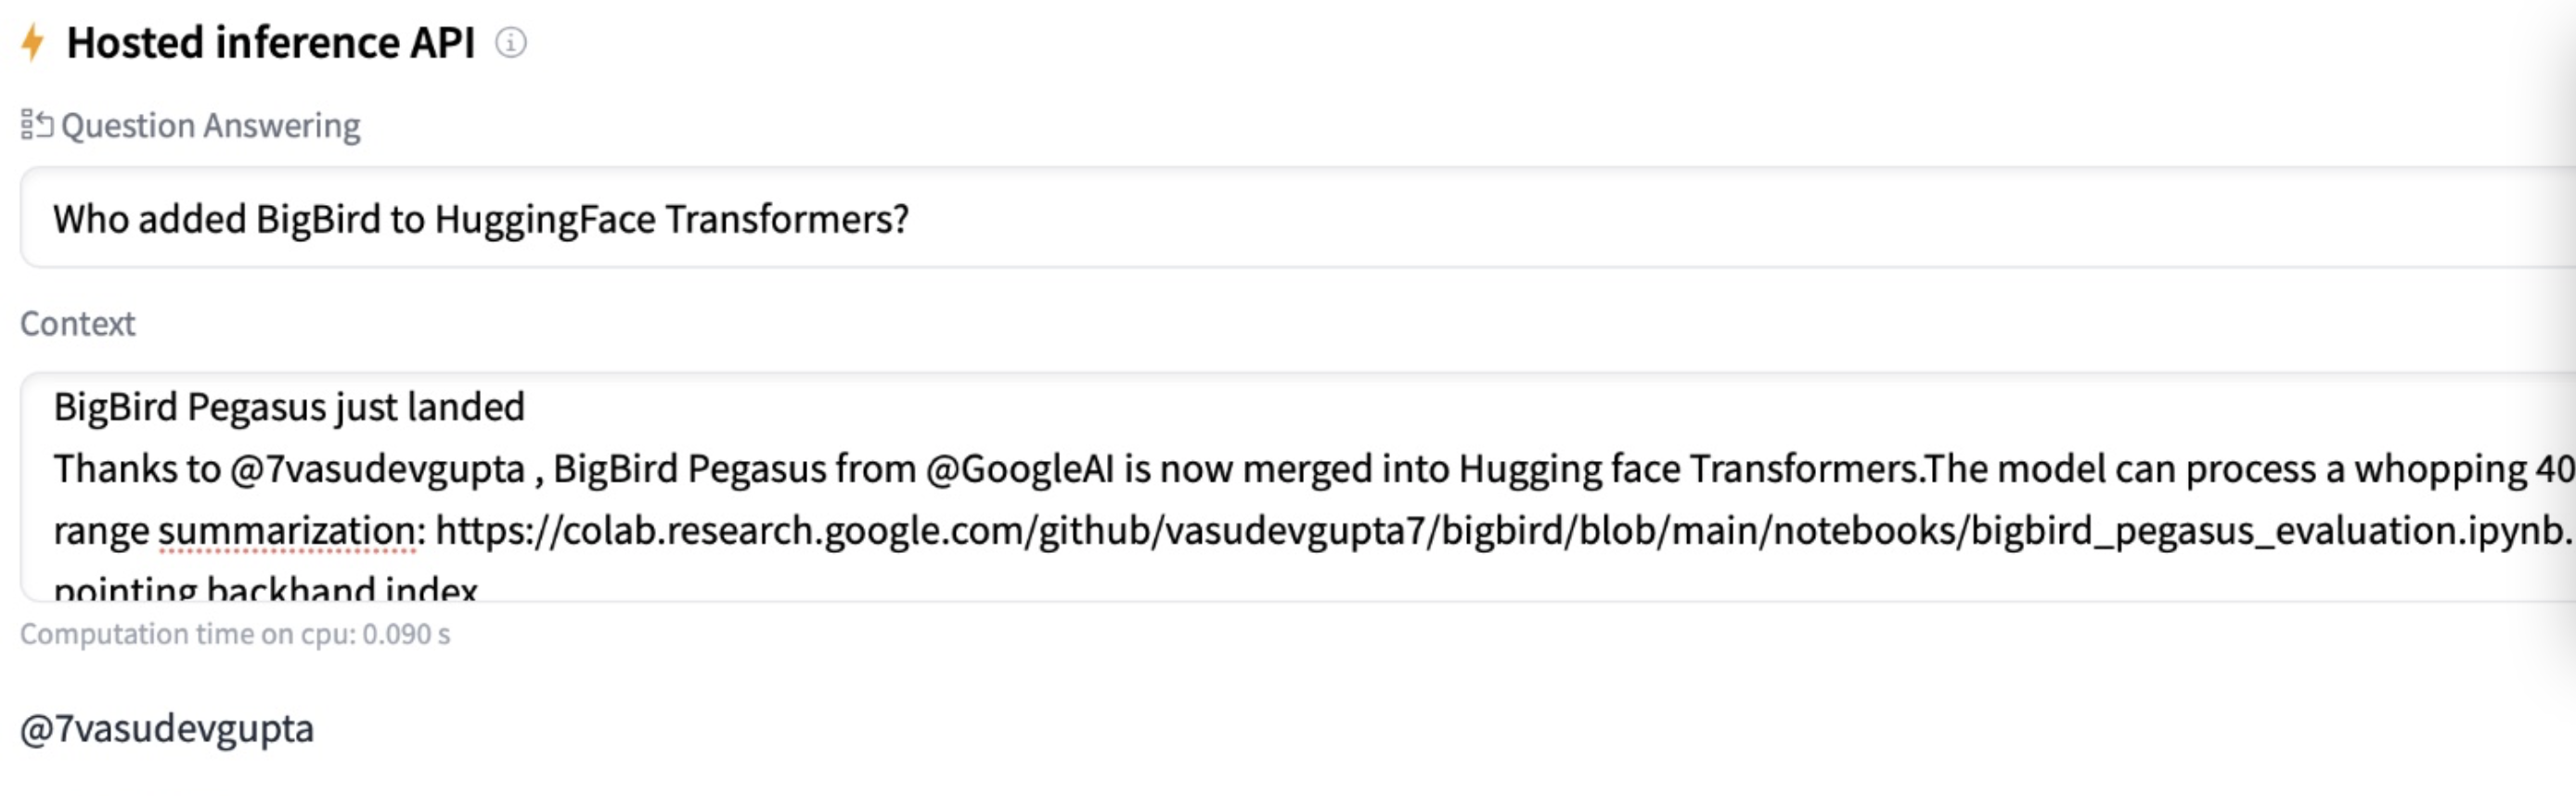 Hosted inference API
Question Answering
Who added BigBird to HuggingFace Transformers?
Context
BigBird Pegasus just landed
Thanks to @7vasudevgupta , BigBird Pegasus from @GoogleAI is now merged into Hugging face Transformers.The model can process a whopping 40
range summarization: https://colab.research.google.com/github/vasudevgupta7/bigbird/blob/main/notebooks/bigbird_pegasus_evaluation.ipynb.
pointing backhand index
Computation time on cpu: 0.090 s
@7vasudevgupta